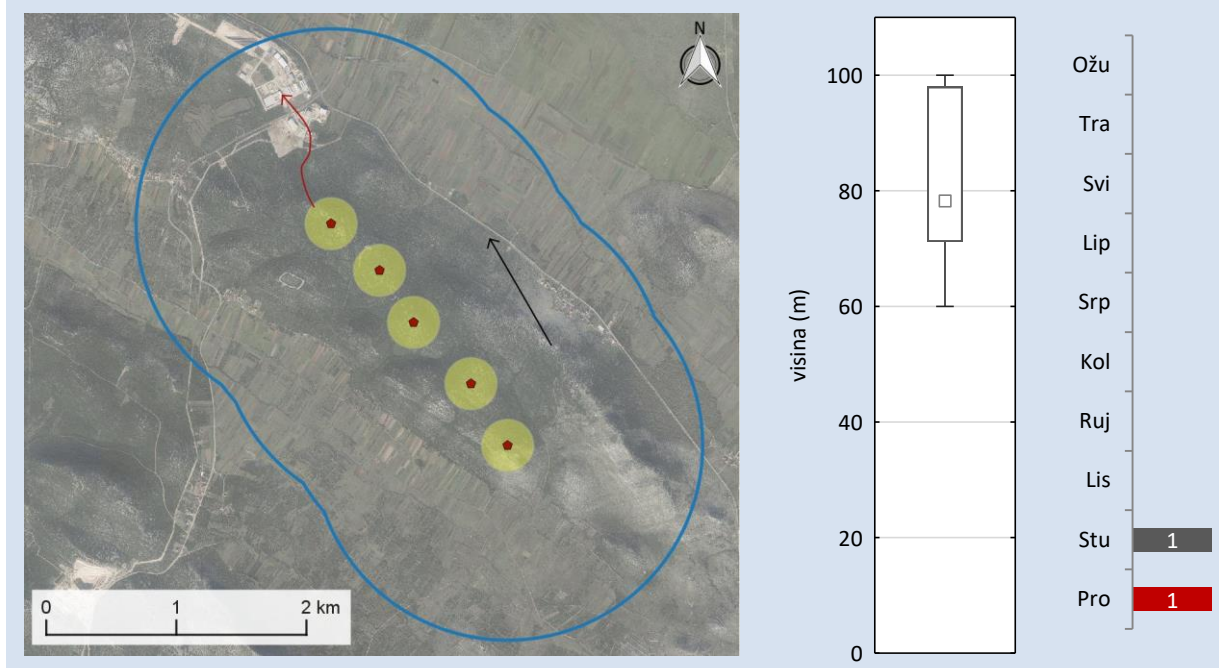 N
0 1 2 km
visina (m)
100
80
60
40
20
0
Ožu
Tra
Svi
Lip
Srp
Kol
Ruj
Lis
Stu 1
Pro 1